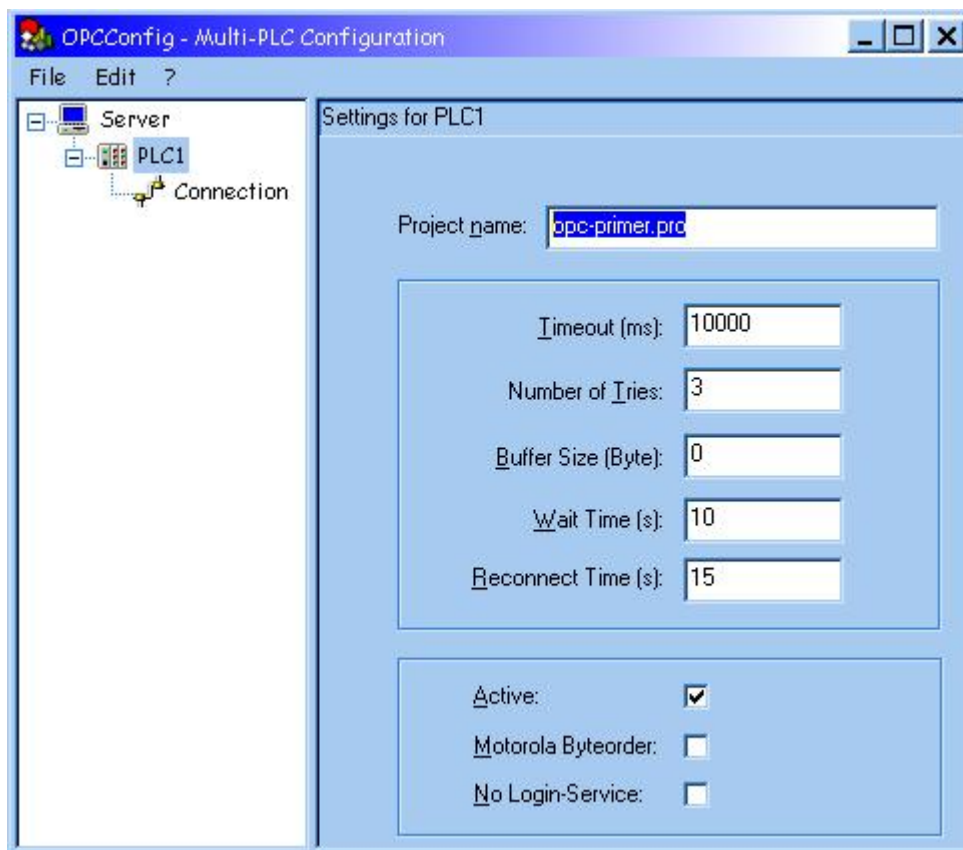 OPCConfig - Multi-PLC Configuration
File Edit ?
Server
PLC1
Connection
Settings for PLC1
Project name: opc-primer.pro
Timeout (ms): 10000
Number of Tries: 3
Buffer Size (Byte): 0
Wait Time (s): 10
Reconnect Time (s): 15
Active:
Motorola Byteorder:
No Login-Service: